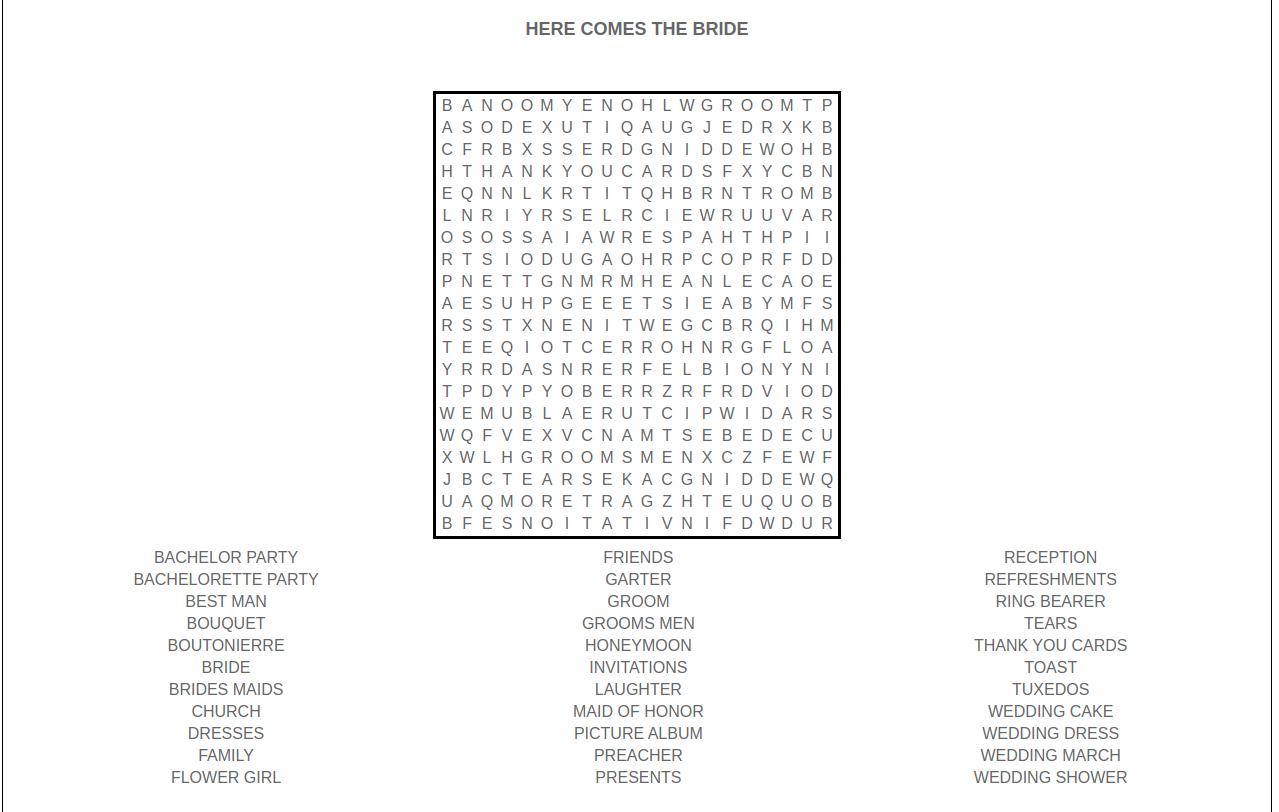 HERE COMES THE BRIDE
B A N O O M Y E N O H L W G R O O M T P
A S O D E X U T I Q A U G J E D R X K B
C F R B X S S E R D G N I D D E W O H B
H T H A N K Y O U C A R D S F X Y C B N
E Q N N L K R T I T Q H B R N T R O M B
L N R I Y R S E L R C I E W R U U V A R
O S O S S A I A W R E S P A H T H P I I
R T S I O D U G A O H R P C O P R F D D
P N E T T G N M R M H E A N L E C A O E
A E S U H P G E E E T S I E A B Y M F S
R S S T X N E N I T W E G C B R Q I H M
T E E Q I O T C E R R O H N R G F L O A
Y R R D A S N R E R F E L B I O N Y N I
T P D Y P Y O B E R R Z R F R D V I O D
W E M U B L A E R U T C I P W I D A R S
W Q F V E X V C N A M T S E B E D E C U
X W L H G R O O M S M E N X C Z F E W F
J B C T E A R S E K A C G N I D D E W Q
U A Q M O R E T R A G Z H T E U Q U O B
B F E S N O I T A T I V N I F D W D U R
BACHELOR PARTY FRIENDS RECEPTION
BACHELORETTE PARTY GARTER REFRESHMENTS
BEST MAN GROOM RING BEARER
BOUQUET GROOMS MEN TEARS
BOUTONIERRE HONEYMOON THANK YOU CARDS
BRIDE INVITATIONS TOAST
BRIDES MAIDS LAUGHTER TUXEDOS
CHURCH MAID OF HONOR WEDDING CAKE
DRESSES PICTURE ALBUM WEDDING DRESS
FAMILY PREACHER WEDDING MARCH
FLOWER GIRL PRESENTS WEDDING SHOWER